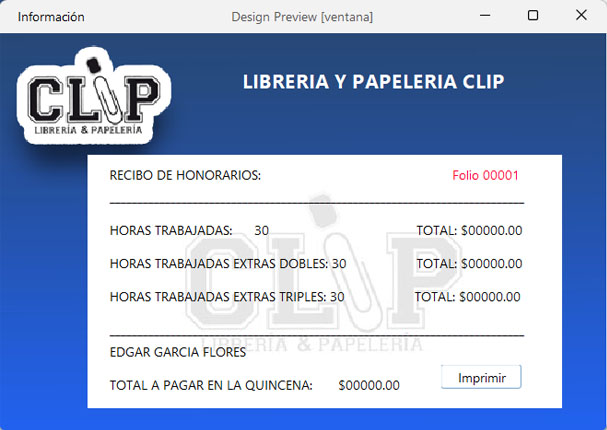 Información
Design Preview [ventana]
CLIP
LIBRERÍA & PAPELERÍA
LIBRERIA Y PAPELERIA CLIP
RECIBO DE HONORARIOS:
Folio 00001
HORAS TRABAJADAS: 30 TOTAL: $00000.00
HORAS TRABAJADAS EXTRAS DOBLES: 30 TOTAL: $00000.00
HORAS TRABAJADAS EXTRAS TRIPLES: 30 TOTAL: $00000.00
CLIP
LIBRERÍA & PAPELERÍA
EDGAR GARCIA FLORES
TOTAL A PAGAR EN LA QUINCENA: $00000.00
Imprimir